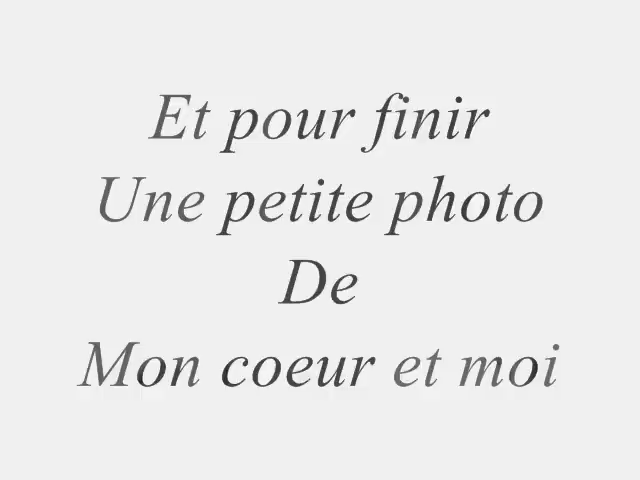 Et pour finir
Une petite photo
De
Mon coeur et moi